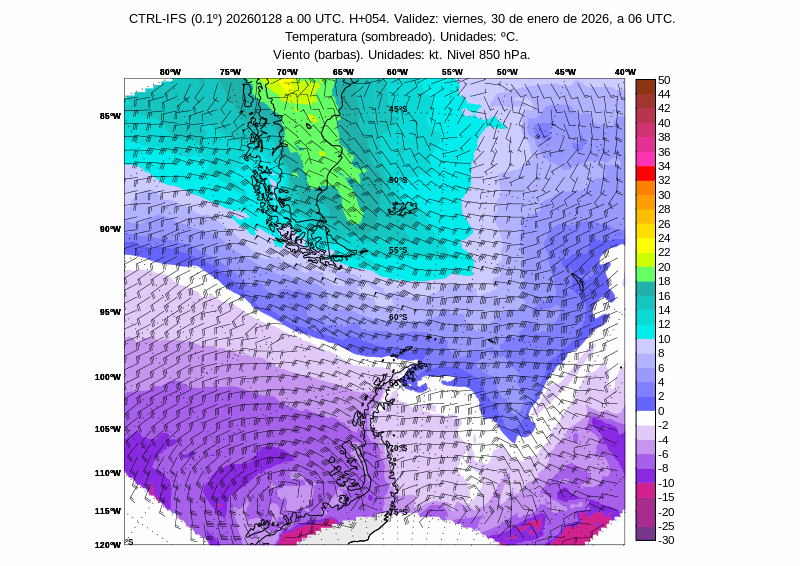 CTRL-IFS (0.1º) 20260128 a 00 UTC. H+054. Validez: viernes, 30 de enero de 2026, a 06 UTC.
Temperatura (sombreado). Unidades: ºC.
Viento (barbas). Unidades: kt. Nivel 850 hPa.
80°W 75°W 70°W 65°W 60°W 55°W 50°W 45°W 40°W
85°W
90°W
95°W
100°W
105°W
110°W
115°W
120°W
45°S
50°S
55°S
60°S
65°S
70°S
75°S
°S
50
44
42
40
38
36
34
32
30
28
26
24
22
20
18
16
14
12
10
8
6
4
2
0
-2
-4
-6
-8
-10
-15
-20
-25
-30